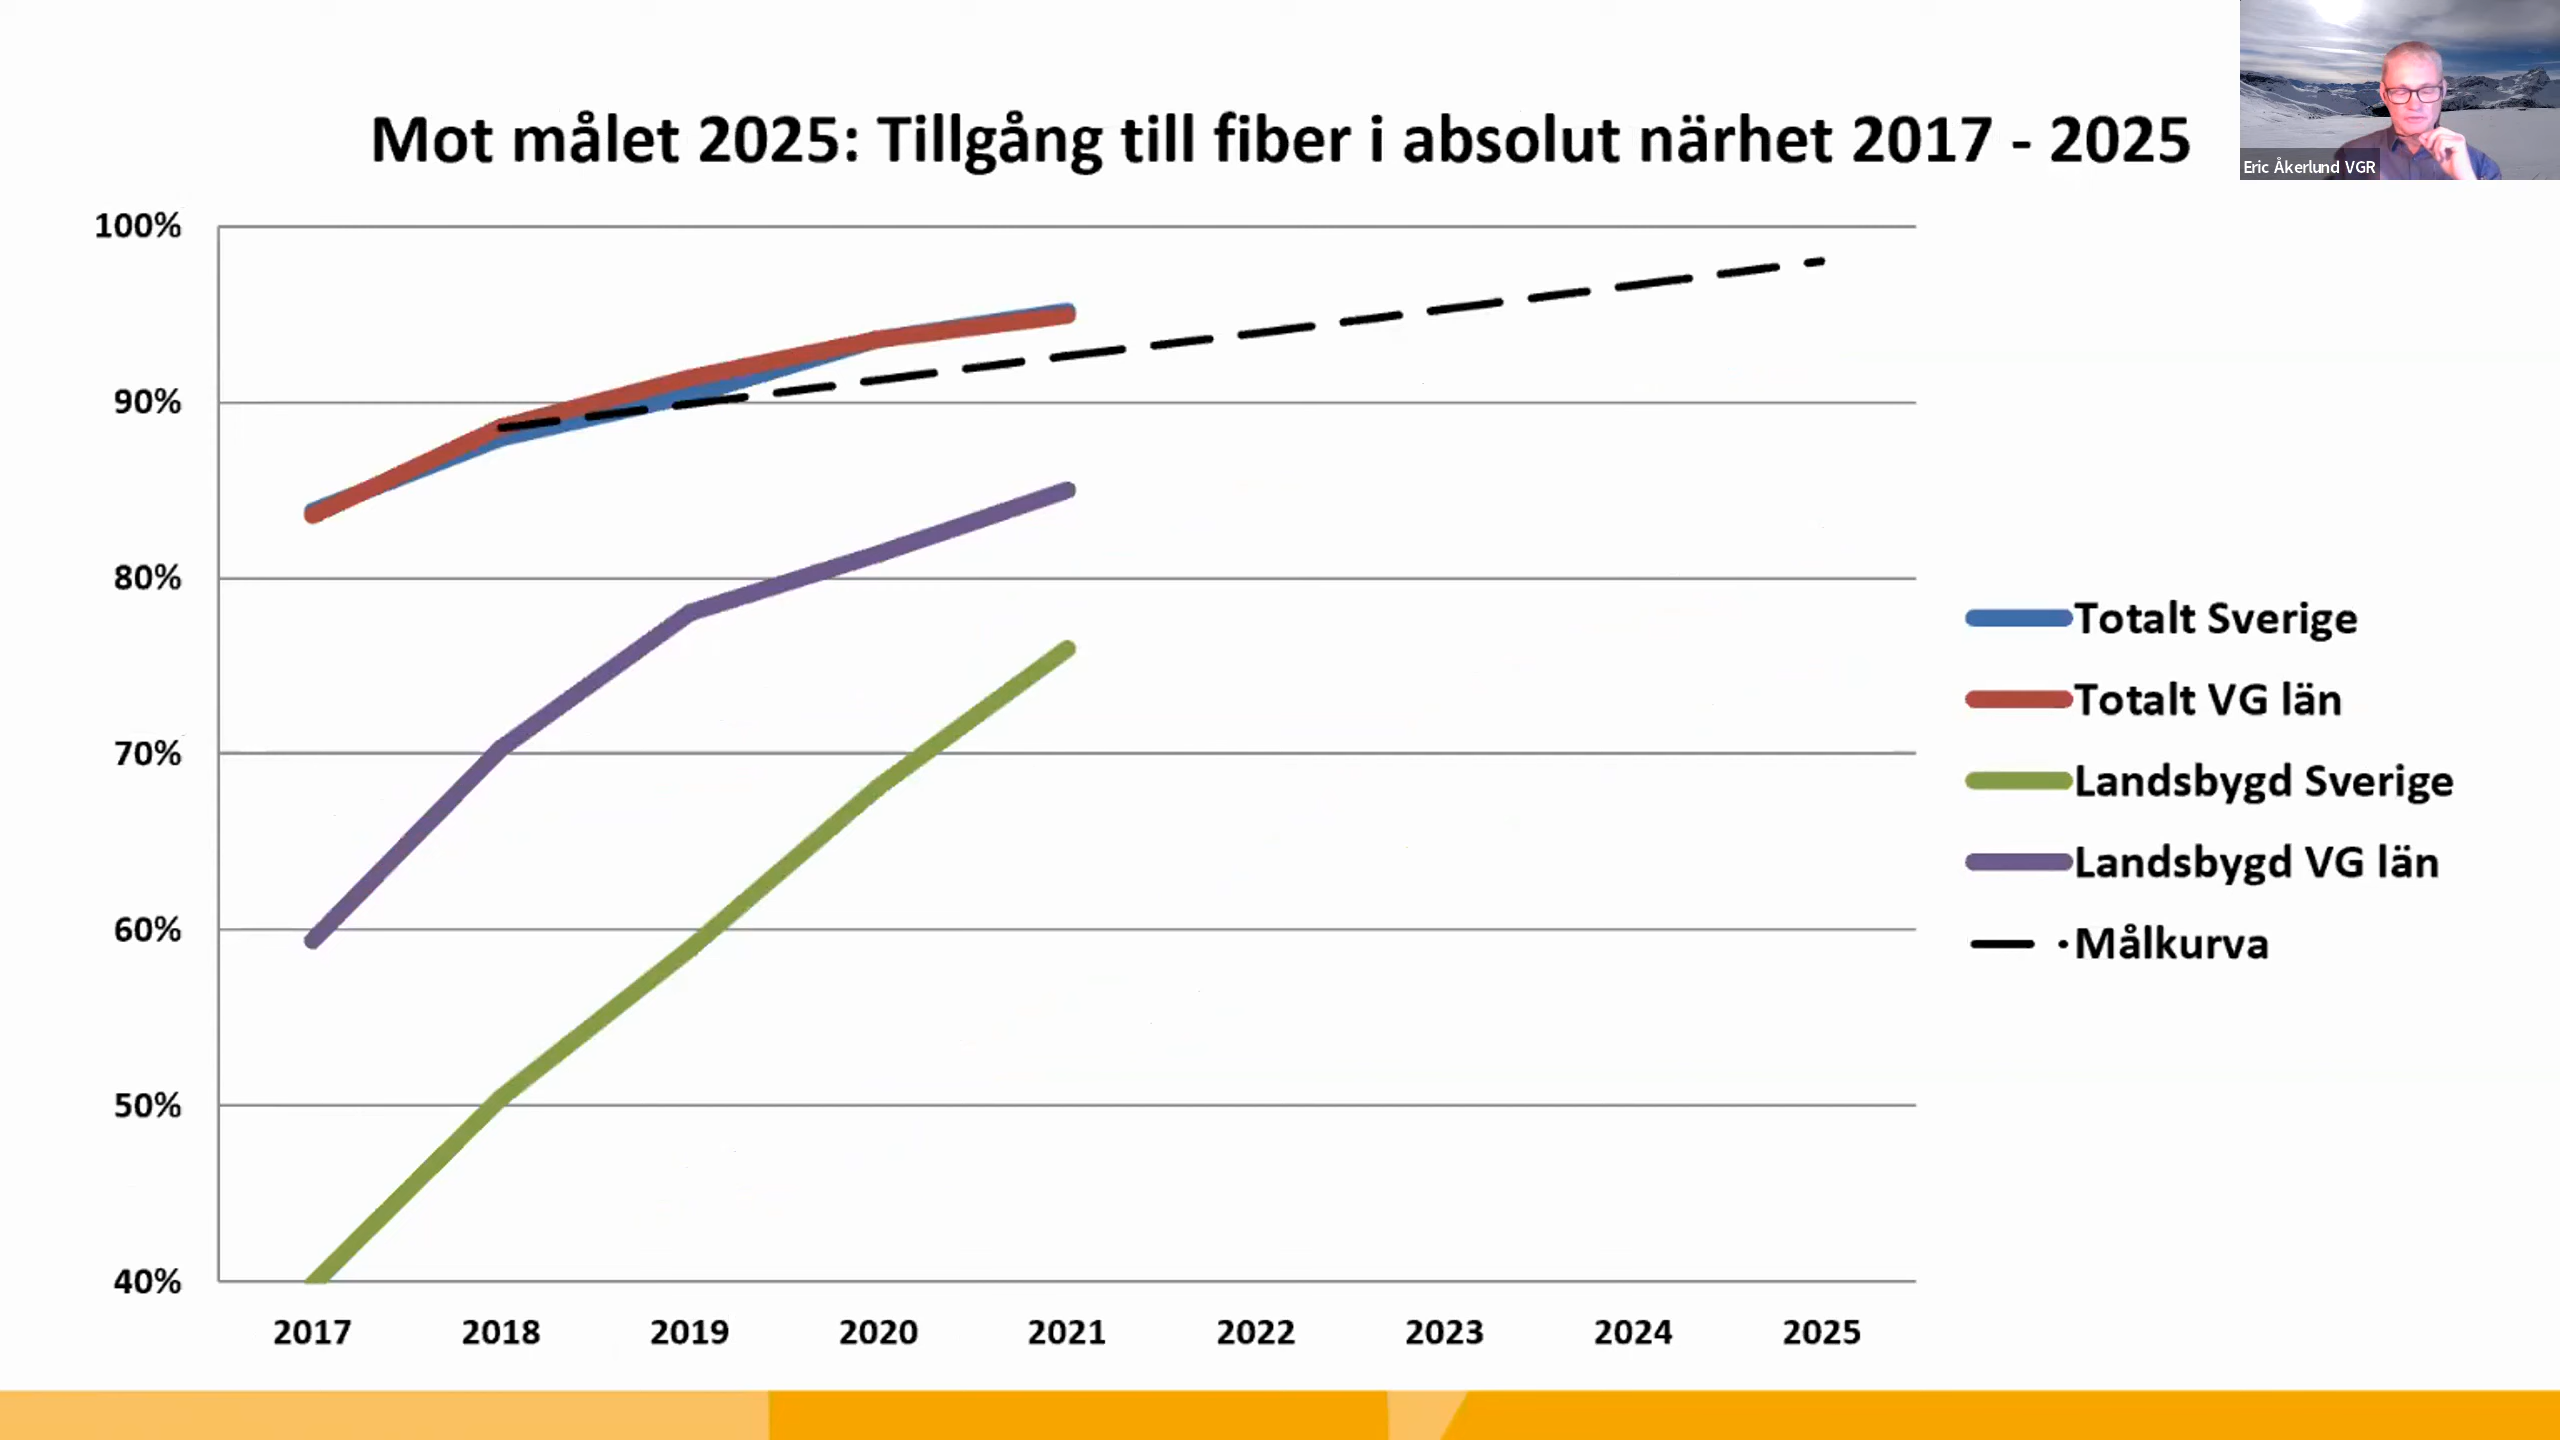 Mot målet 2025: Tillgång till fiber i absolut närhet 2017 - 2025
Eric Åkerlund VGR
100%
90%
80%
70%
60%
50%
40%
2017 2018 2019 2020 2021 2022 2023 2024 2025
Totalt Sverige
Totalt VG län
Landsbygd Sverige
Landsbygd VG län
Målkurva